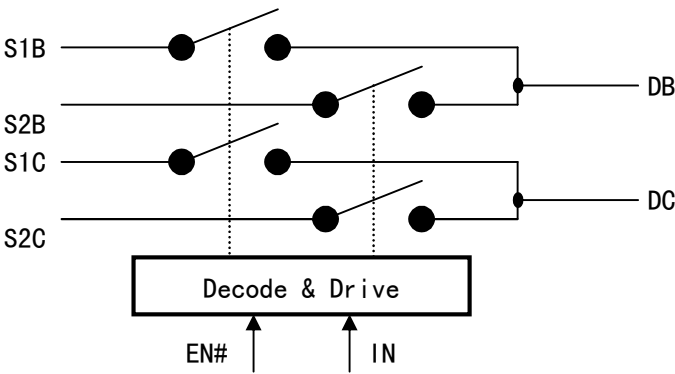 S1B
DB
S2B
S1C
DC
S2C
Decode & Drive
EN# IN